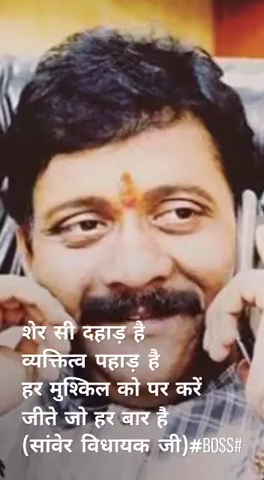 शेर सी दहाड़ है
व्यक्तित्व पहाड़ है
हर मुश्किल को पर करें
जीते जो हर बार है
(सांवेर विधायक जी)#BOSS#